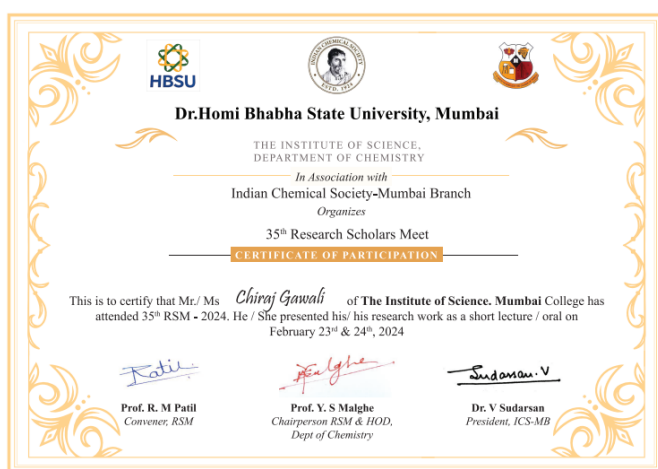 HBSU
INDIAN CHEMICAL SOCIETY
ESTD. 1924
Dr.Homi Bhabha State University, Mumbai
THE INSTITUTE OF SCIENCE,
DEPARTMENT OF CHEMISTRY
In Association with
Indian Chemical Society-Mumbai Branch
Organizes
35th Research Scholars Meet
CERTIFICATE OF PARTICIPATION
This is to certify that Mr./ Ms Chiraj Gawali of The Institute of Science. Mumbai College has
attended 35th RSM - 2024. He / She presented his/ his research work as a short lecture / oral on
February 23rd & 24th, 2024
Sudarsan. V
Prof. R. M Patil
Convener, RSM
Prof. Y. S Malghe
Chairperson RSM & HOD,
Dept of Chemistry
Dr. V Sudarsan
President, ICS-MB